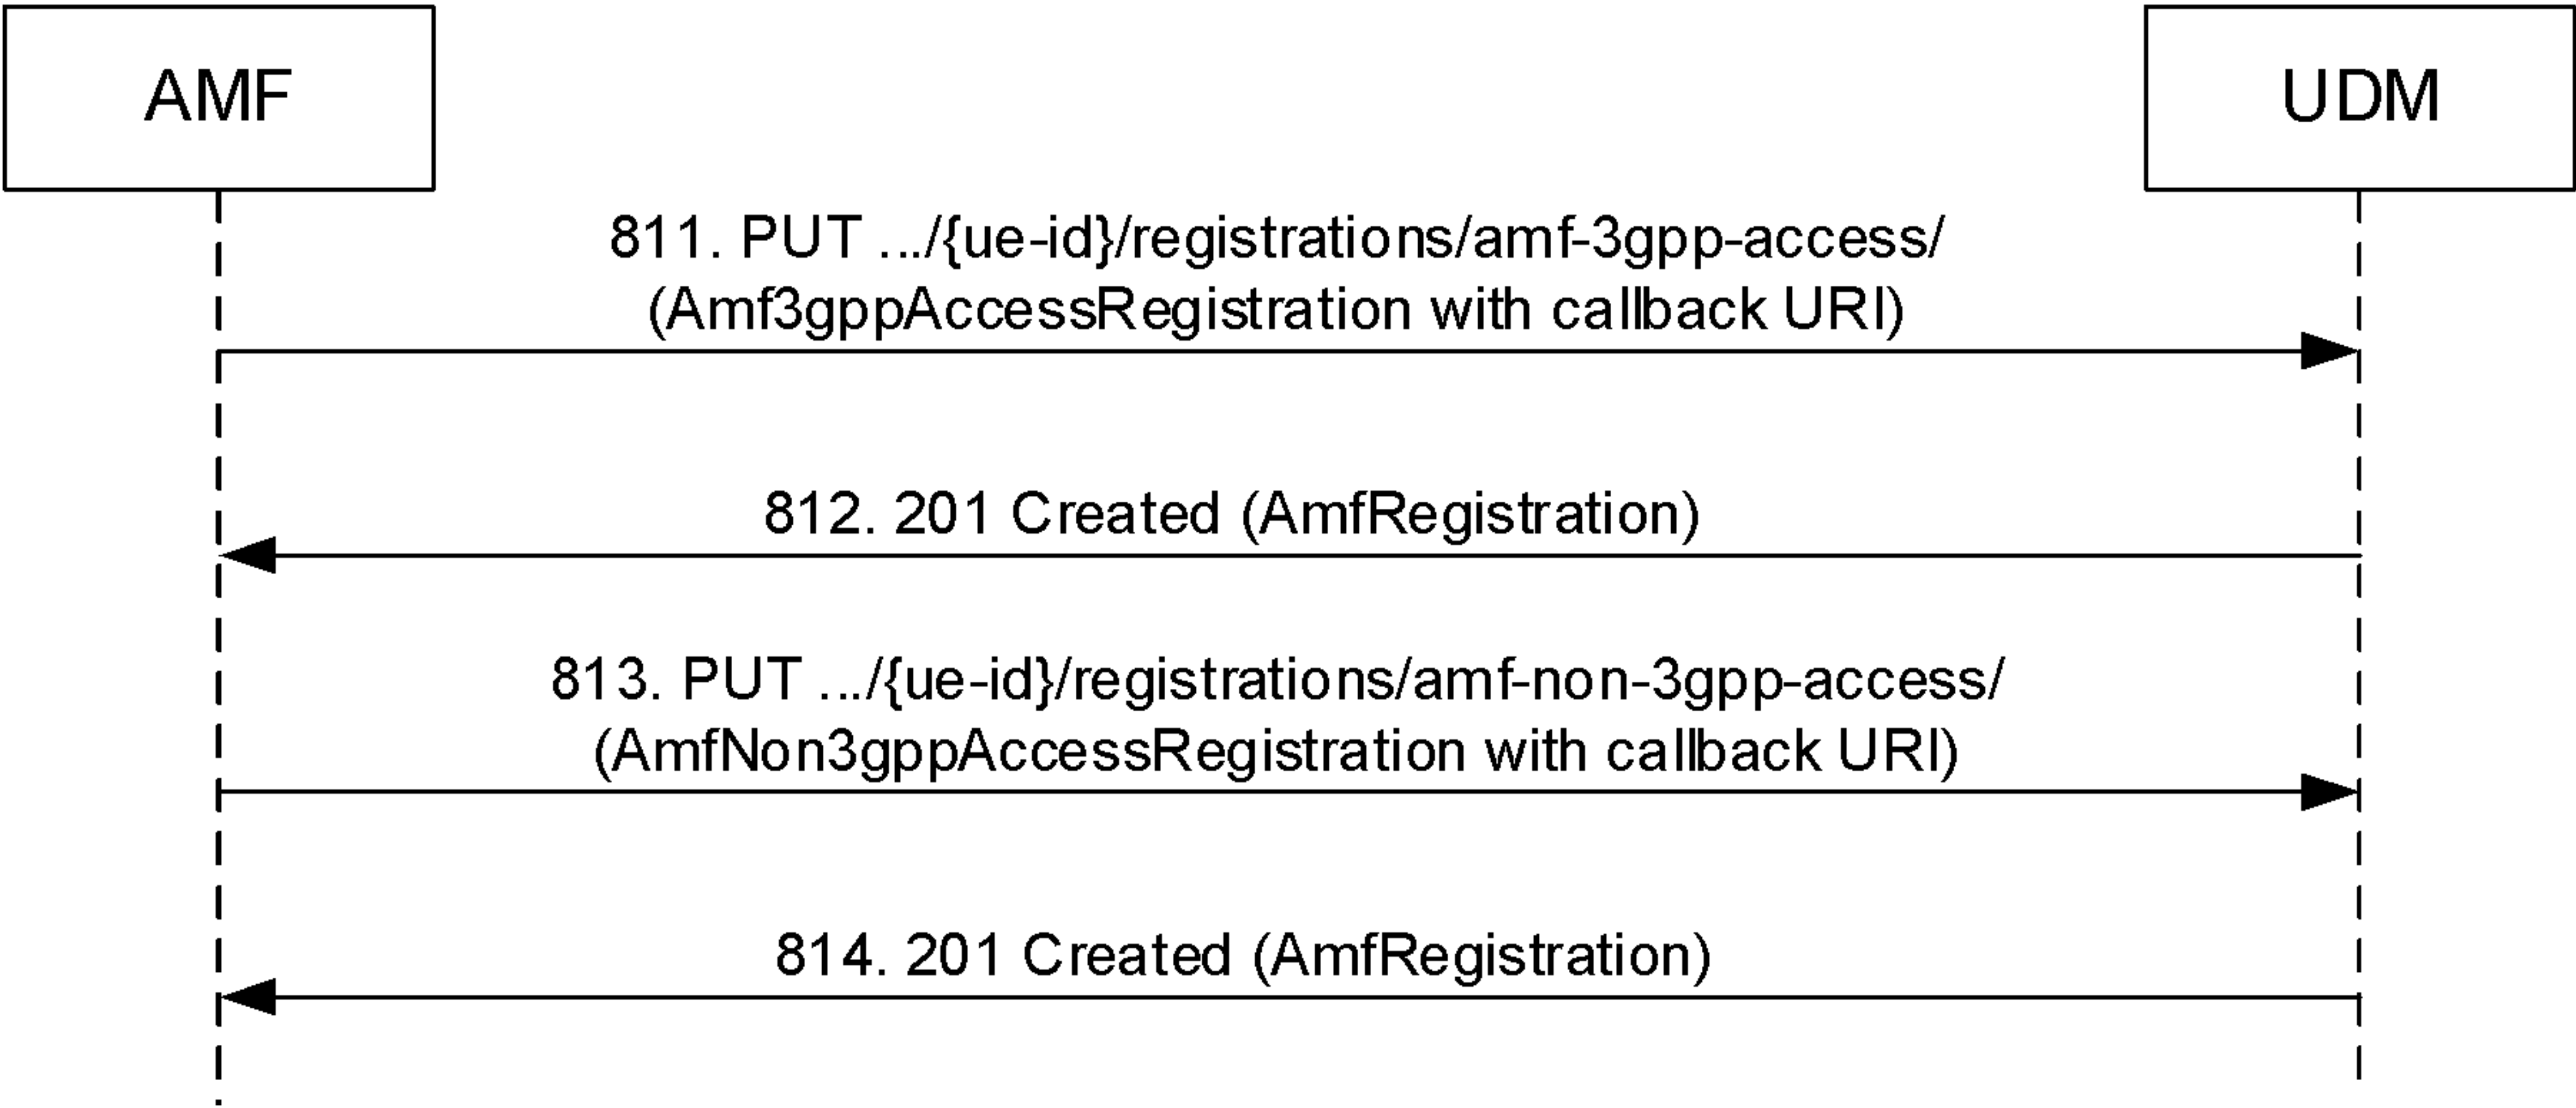 AMF
UDM
811. PUT .../{ue-id}/registrations/amf-3gpp-access/
(Amf3gppAccessRegistration with callback URI)
812. 201 Created (AmfRegistration)
813. PUT .../{ue-id}/registrations/amf-non-3gpp-access/
(AmfNon3gppAccessRegistration with callback URI)
814. 201 Created (AmfRegistration)